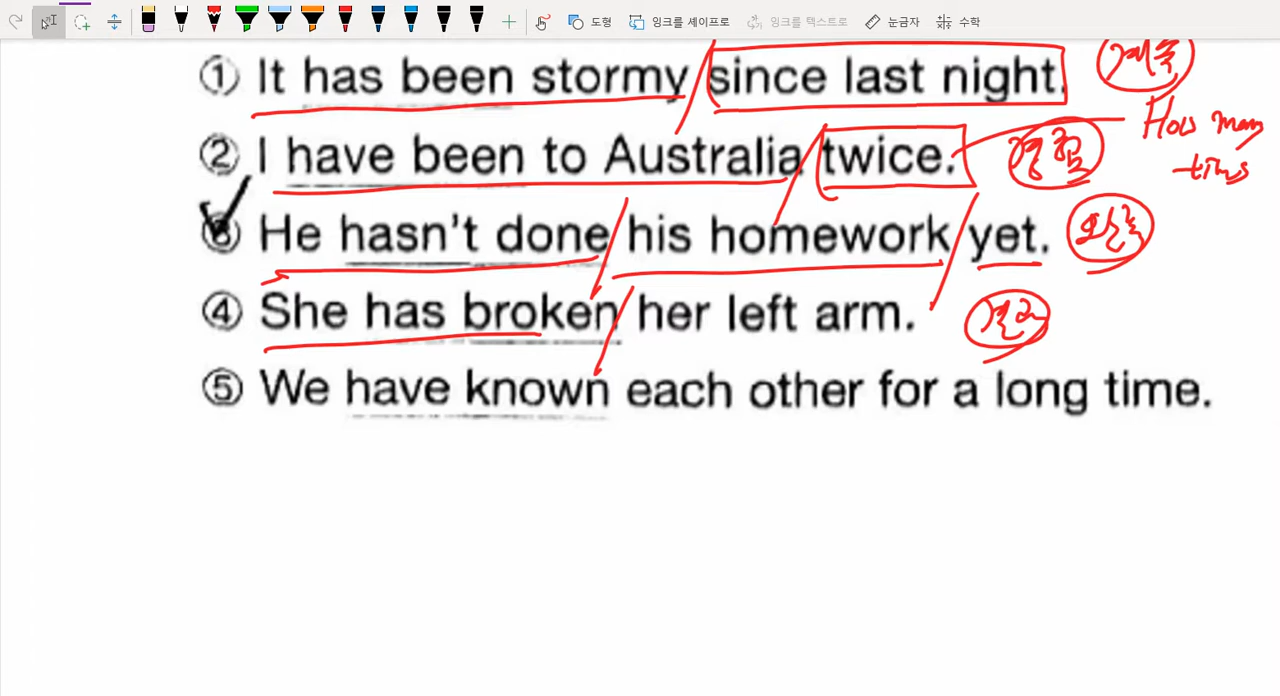 도형 잉크를 셰이프로 잉크를 텍스트로 눈금자 수학
① It has been stormy since last night. 계속
② I have been to Australia twice. 경험 How many times
③ He hasn't done his homework yet. 완료
④ She has broken her left arm. 결과
⑤ We have known each other for a long time.